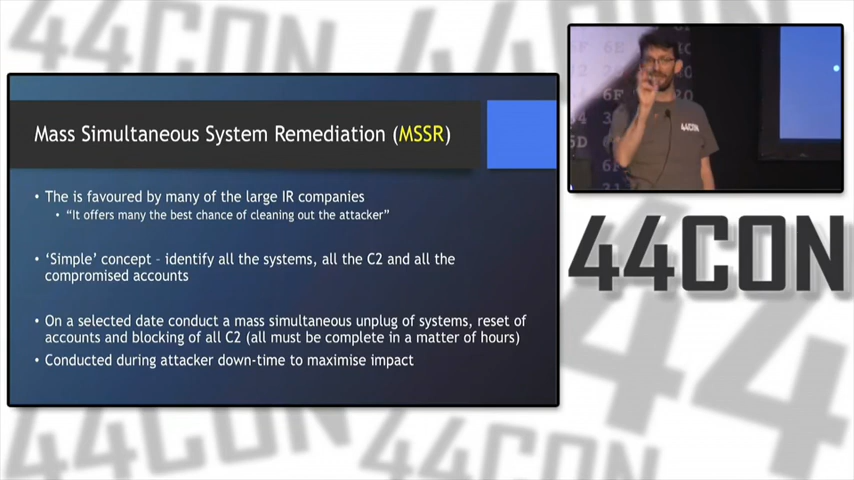 Mass Simultaneous System Remediation (MSSR)
• The is favoured by many of the large IR companies
• “It offers many the best chance of cleaning out the attacker”
• ‘Simple’ concept – identify all the systems, all the C2 and all the
compromised accounts
• On a selected date conduct a mass simultaneous unplug of systems, reset of
accounts and blocking of all C2 (all must be complete in a matter of hours)
• Conducted during attacker down-time to maximise impact
44CON
44CON